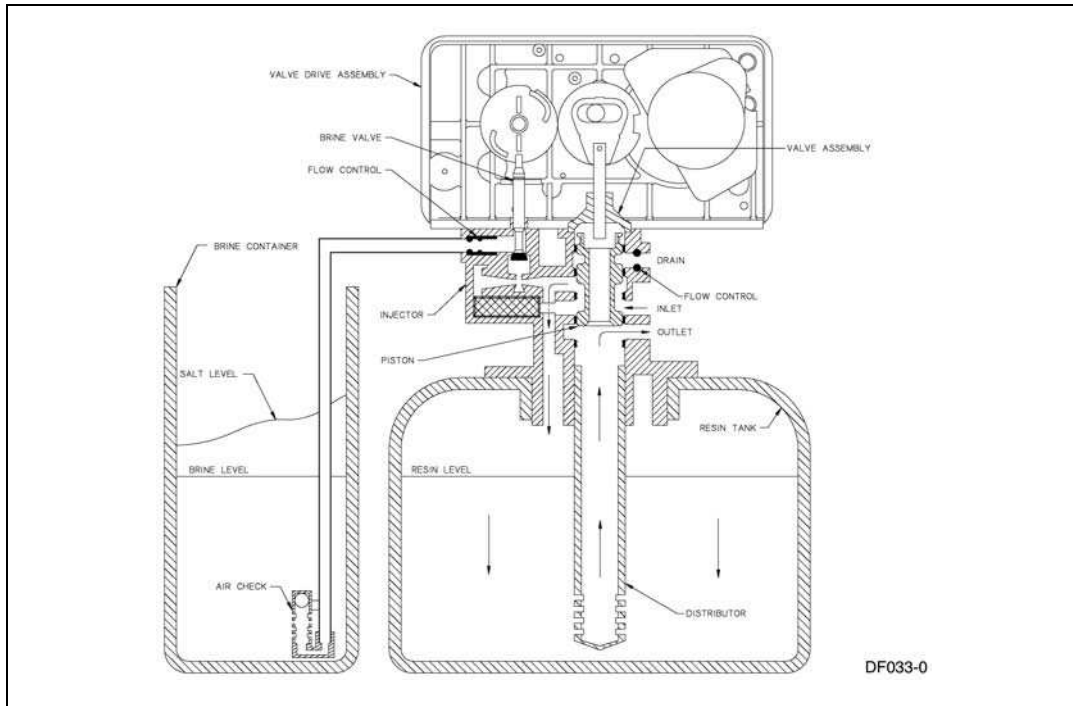 VALVE DRIVE ASSEMBLY
BRINE VALVE
VALVE ASSEMBLY
FLOW CONTROL
BRINE CONTAINER
DRAIN
FLOW CONTROL
INJECTOR
INLET
OUTLET
PISTON
SALT LEVEL
RESIN TANK
BRINE LEVEL
RESIN LEVEL
AIR CHECK
DISTRIBUTOR
DF033-0